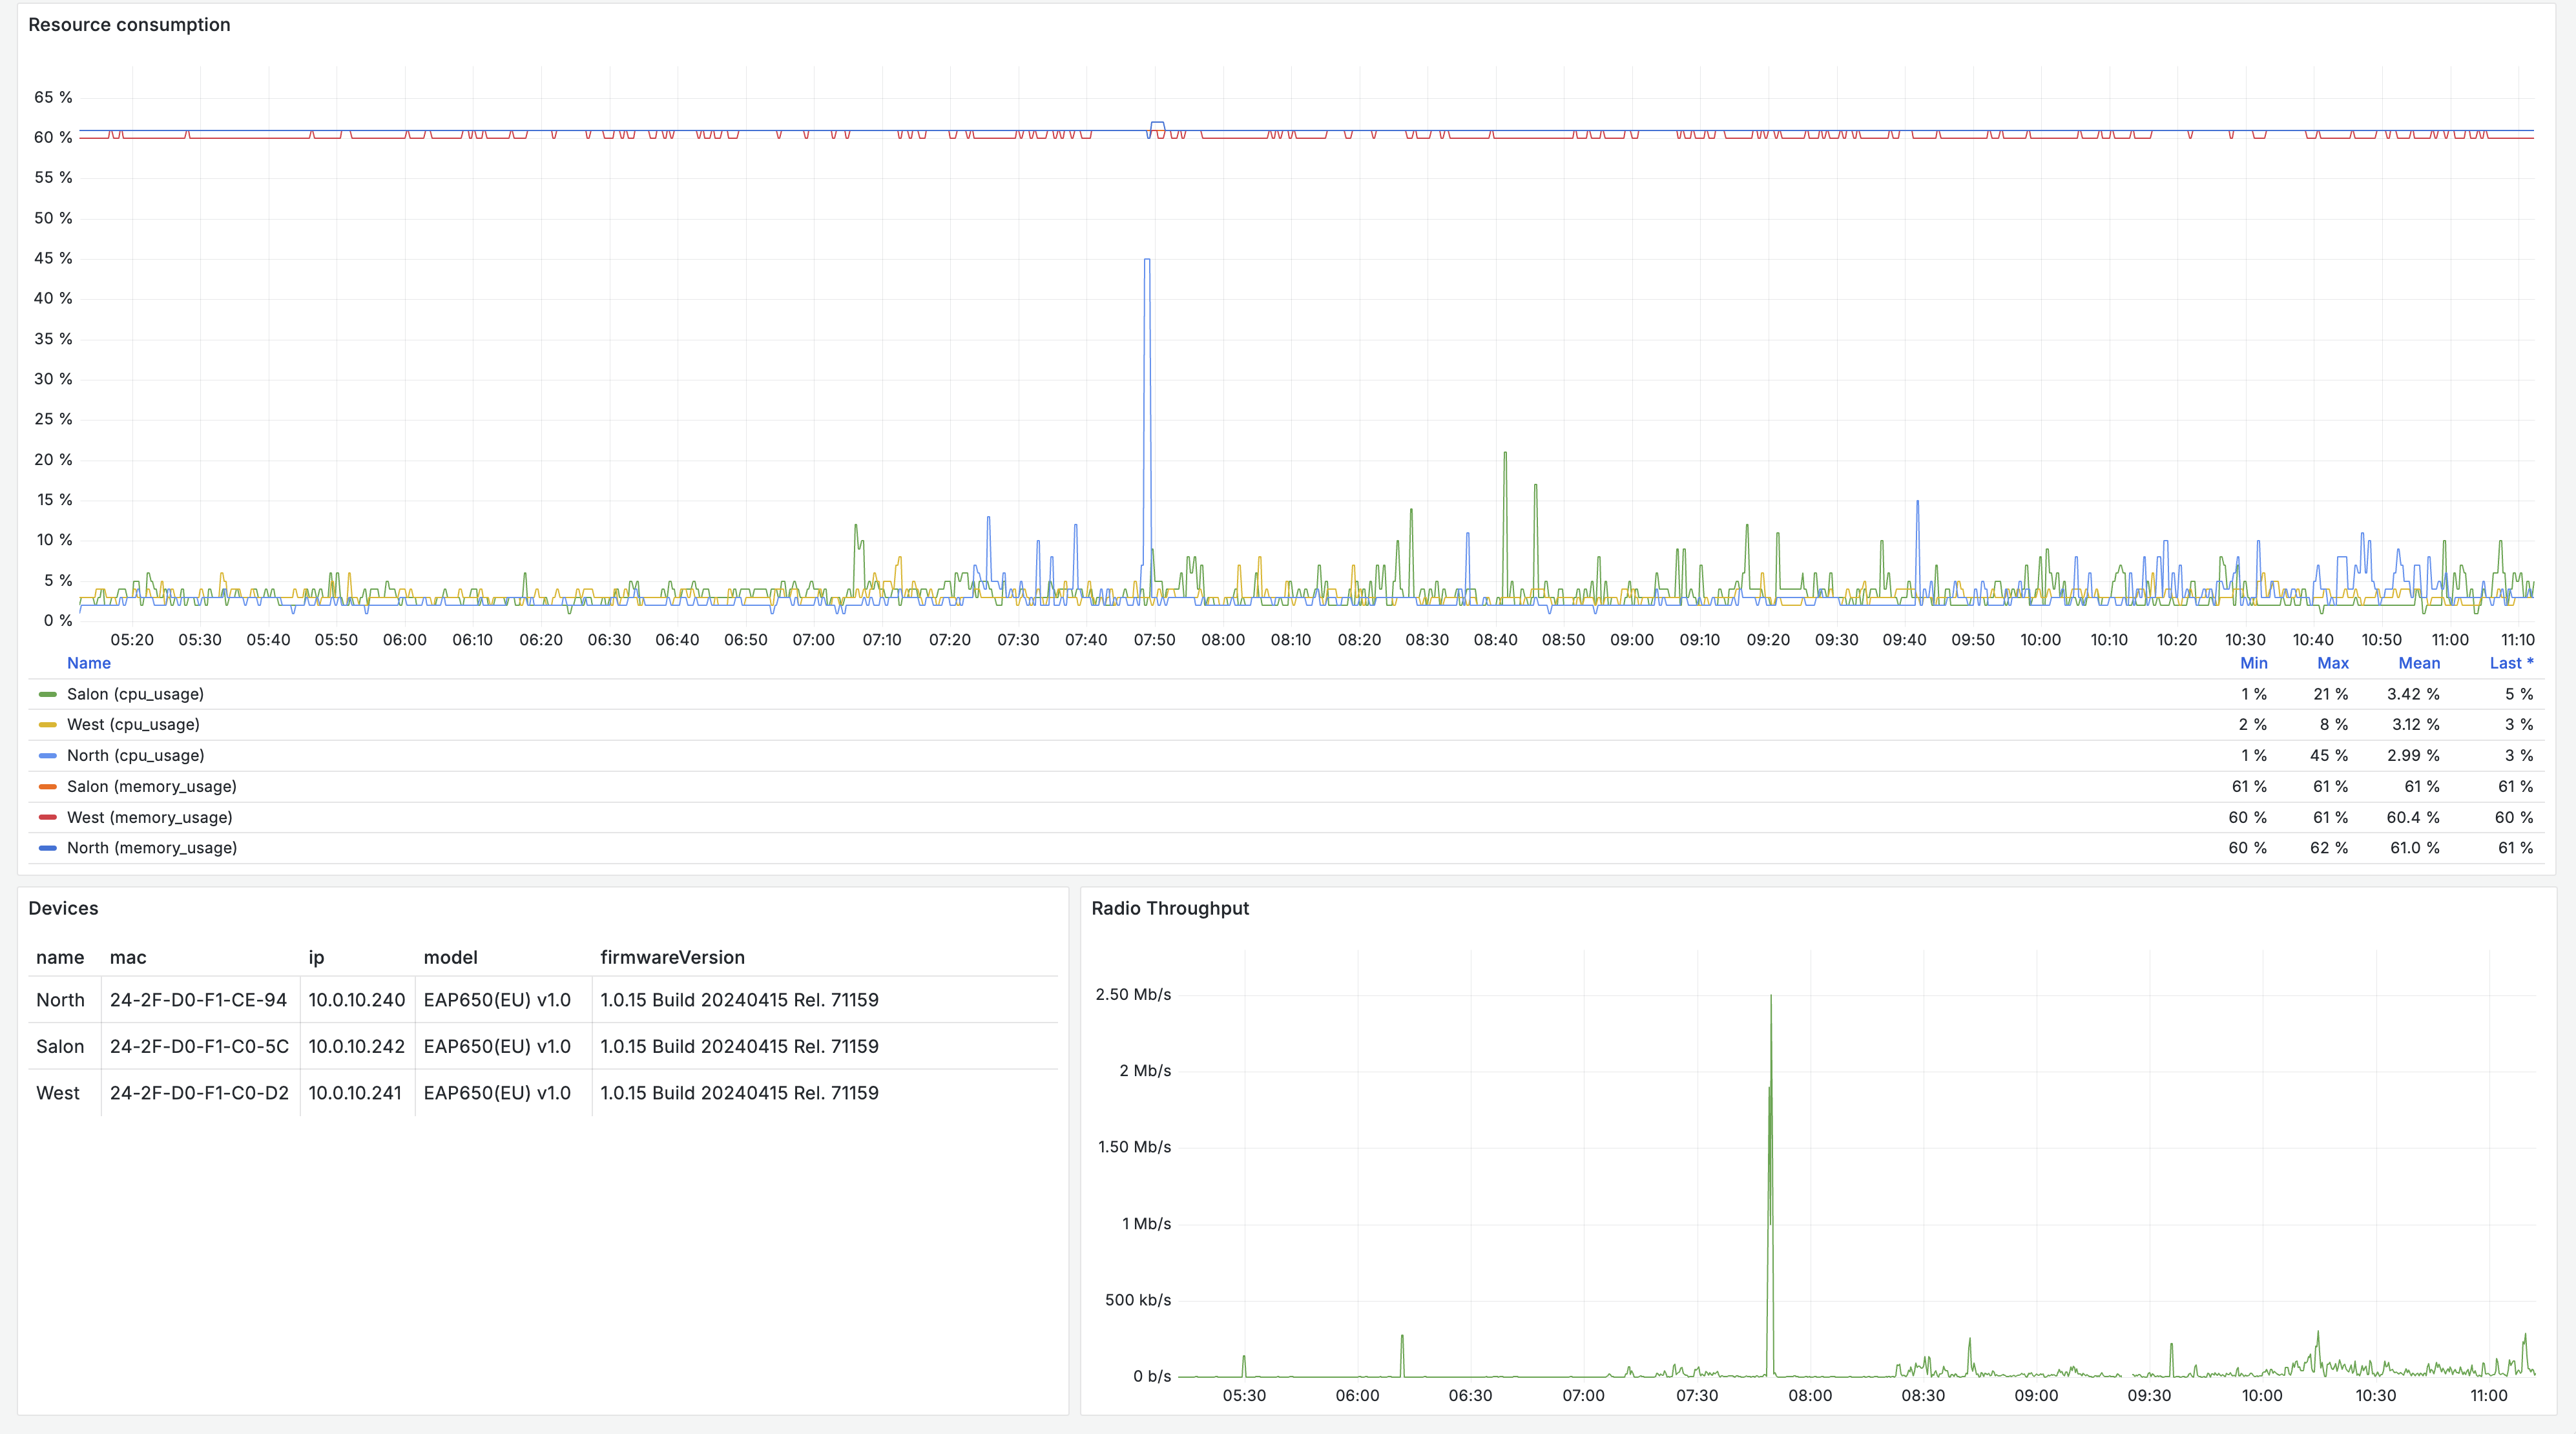 Resource consumption
65 %
60 %
55 %
50 %
45 %
40 %
35 %
30 %
25 %
20 %
15 %
10 %
5 %
0 %
05:20 05:30 05:40 05:50 06:00 06:10 06:20 06:30 06:40 06:50 07:00 07:10 07:20 07:30 07:40 07:50 08:00 08:10 08:20 08:30 08:40 08:50 09:00 09:10 09:20 09:30 09:40 09:50 10:00 10:10 10:20 10:30 10:40 10:50 11:00 11:10
Name Min Max Mean Last *
Salon (cpu_usage) 1 % 21 % 3.42 % 5 %
West (cpu_usage) 2 % 8 % 3.12 % 3 %
North (cpu_usage) 1 % 45 % 2.99 % 3 %
Salon (memory_usage) 61 % 61 % 61 % 61 %
West (memory_usage) 60 % 61 % 60.4 % 60 %
North (memory_usage) 60 % 62 % 61.0 % 61 %
Devices
name mac ip model firmwareVersion
North 24-2F-D0-F1-CE-94 10.0.10.240 EAP650(EU) v1.0 1.0.15 Build 20240415 Rel. 71159
Salon 24-2F-D0-F1-C0-5C 10.0.10.242 EAP650(EU) v1.0 1.0.15 Build 20240415 Rel. 71159
West 24-2F-D0-F1-C0-D2 10.0.10.241 EAP650(EU) v1.0 1.0.15 Build 20240415 Rel. 71159
Radio Throughput
2.50 Mb/s
2 Mb/s
1.50 Mb/s
1 Mb/s
500 kb/s
0 b/s
05:30 06:00 06:30 07:00 07:30 08:00 08:30 09:00 09:30 10:00 10:30 11:00